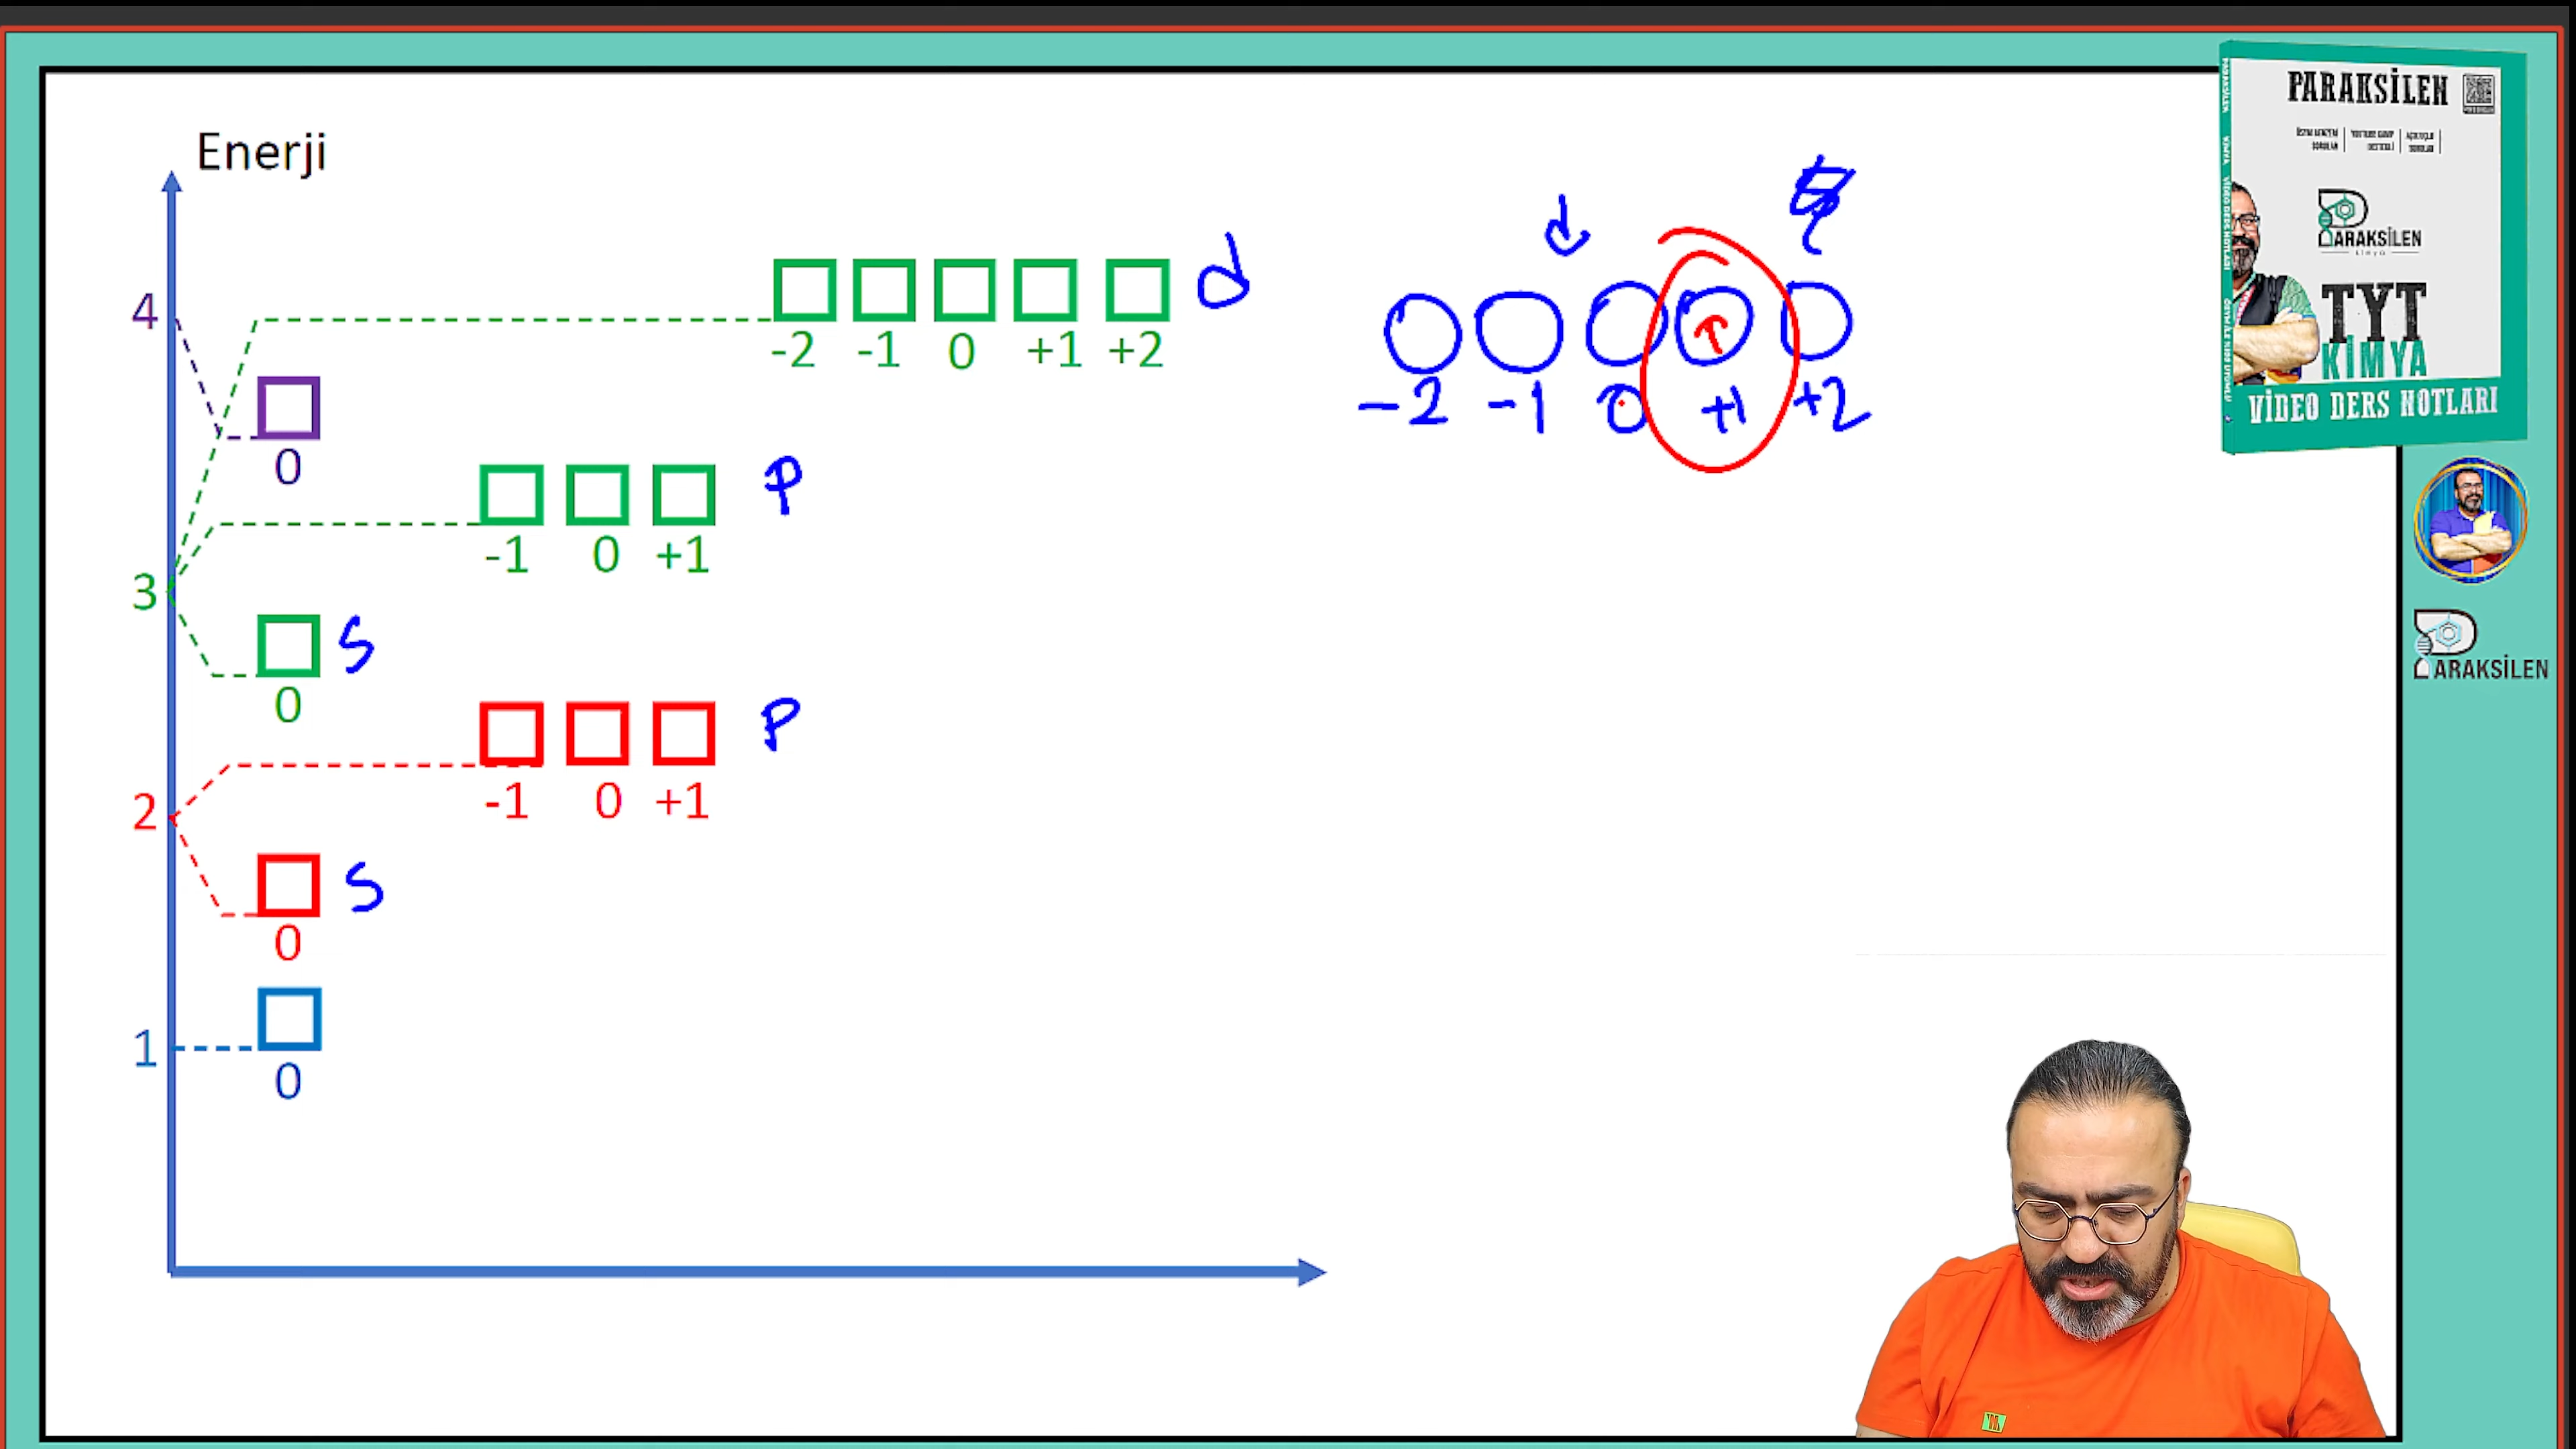 Enerji
4
-2 -1 0 +1 +2
d
0
-1 0 +1
P
3
0
S
-1 0 +1
P
2
0
S
1
0
-2 -1 0 +1 +2
PARAKSİLEN
PARAKSİLEN
TYT
KİMYA
VİDEO DERS NOTLARI
PARAKSİLEN